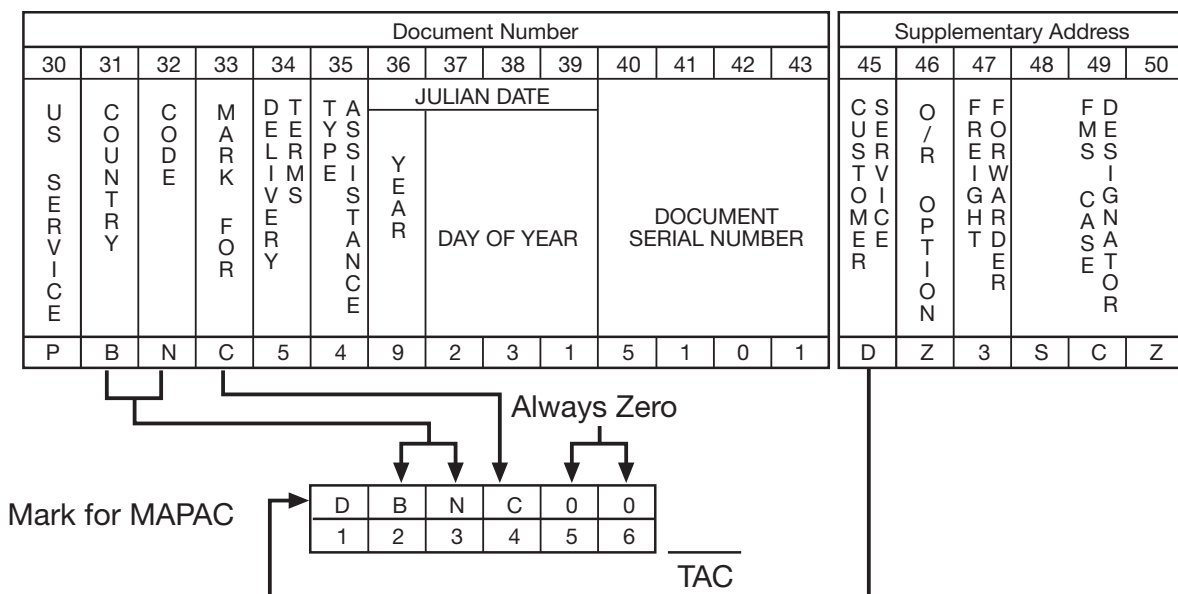 Document Number
Supplementary Address
30 31 32 33 34 35 36 37 38 39 40 41 42 43
45 46 47 48 49 50
US SERVICE
COUNTRY
CODE
MARK FOR
DELIVERY
TERMS
TYPE
ASSISTANCE
JULIAN DATE
YEAR
DAY OF YEAR
DOCUMENT
SERIAL NUMBER
CUSTOMER
SERVICE
O/R OPTION
FREIGHT
FORWARDER
FMS CASE
DESIGNATOR
P B N C 5 4 9 2 3 1 5 1 0 1
D Z 3 S C Z
Always Zero
Mark for MAPAC
D B N C 0 0
1 2 3 4 5 6
TAC